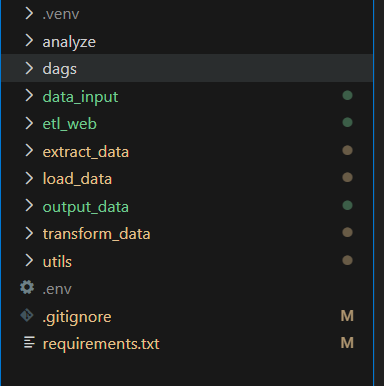 .venv
analyze
dags
data_input
etl_web
extract_data
load_data
output_data
transform_data
utils
.env
.gitignore M
requirements.txt M